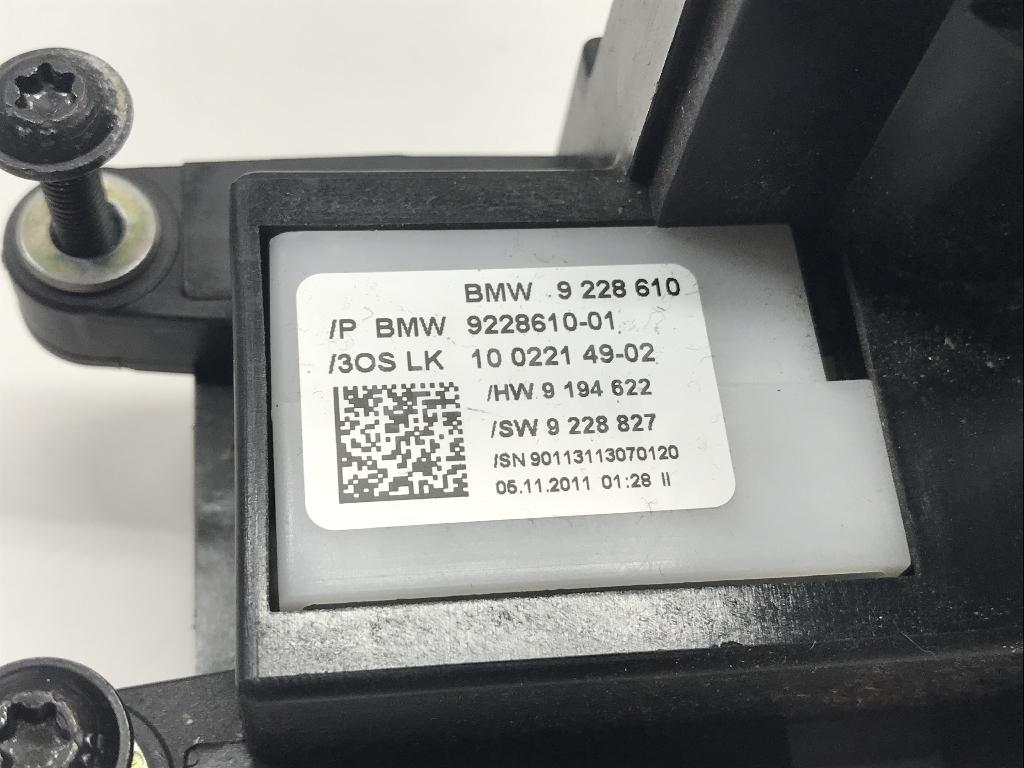 BMW 9 228 610
/P BMW 9228610-01
/3OS LK 10 0221 49-02
/HW 9 194 622
/SW 9 228 827
/SN 90113113070120
05.11.2011 01:28 II